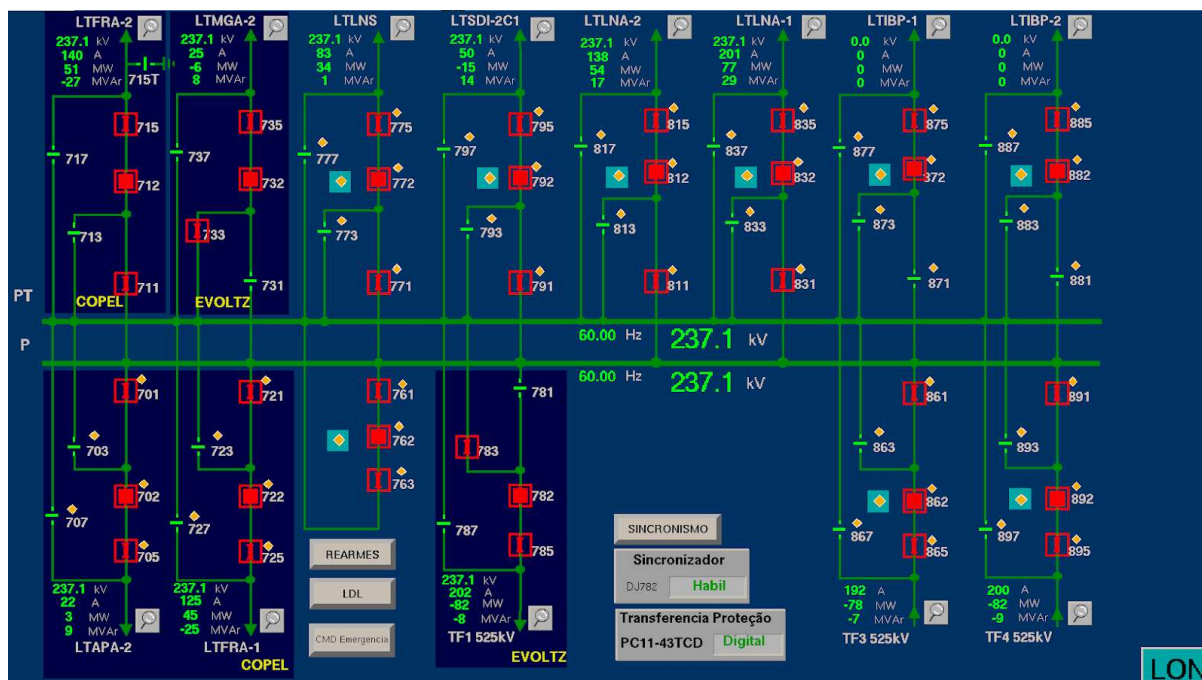 LTFRA-2 LTMGA-2 LTLNS LTSDI-2C1 LTLNA-2 LTLNA-1 LTIBP-1 LTIBP-2
237.1 kV 237.1 kV 237.1 kV 237.1 kV 237.1 kV 237.1 kV 0.0 kV 0.0 kV
140 A 25 A 83 A 50 A 138 A 201 A 0 A 0 A
51 MW -6 MW 34 MW -15 MW 54 MW 77 MW 0 MW 0 MW
-27 MVAr 8 MVAr 1 MVAr 14 MVAr 17 MVAr 29 MVAr 0 MVAr 0 MVAr
715T
715 735 775 795 815 835 875 885
717 737 777 797 817 837 877 887
712 732 772 792 812 832 872 882
713 733 773 793 813 833 873 883
711 731 771 791 811 831 871 881
COPEL EVOLTZ
PT
60.00 Hz 237.1 kV
P
60.00 Hz 237.1 kV
701 721 761 781 861 891
703 723 762 783 863 893
763
702 722 782 862 892
707 727 787 867 897
705 725 785 865 895
SINCRONISMO
REARMES
Sincronizador
DJ782 Habil
LDL
Transferencia Proteção
PC11-43TCD Digital
CMD Emergencia
237.1 kV 237.1 kV 237.1 kV
22 A 125 A 202 A 192 A 200 A
3 MW 45 MW -82 MW -78 MW -82 MW
9 MVAr -25 MVAr -8 MVAr -7 MVAr -9 MVAr
LTAPA-2 LTFRA-1 TF1 525kV TF3 525kV TF4 525kV
COPEL EVOLTZ
LON